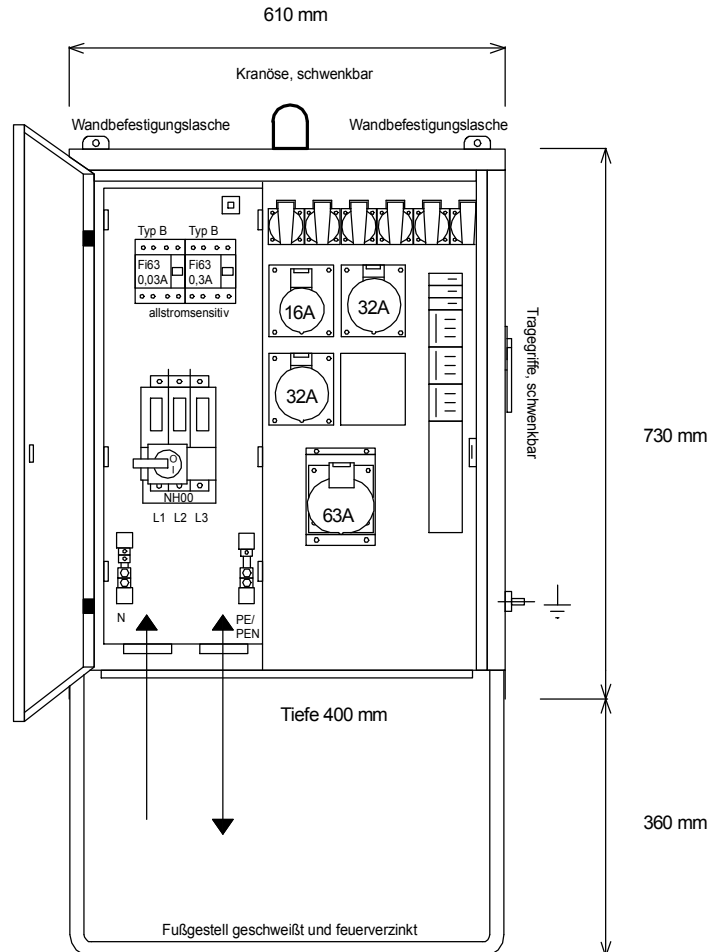 610 mm
Kranöse, schwenkbar
Wandbefestigungslasche
Wandbefestigungslasche
Typ B
Typ B
Fi63
0,03A
Fi63
0,3A
allstromsensitiv
16A
32A
32A
63A
Tragegriffe, schwenkbar
730 mm
O
I
NH00
L1 L2 L3
N
PE/
PEN
Tiefe 400 mm
360 mm
Fußgestell geschweißt und feuerverzinkt